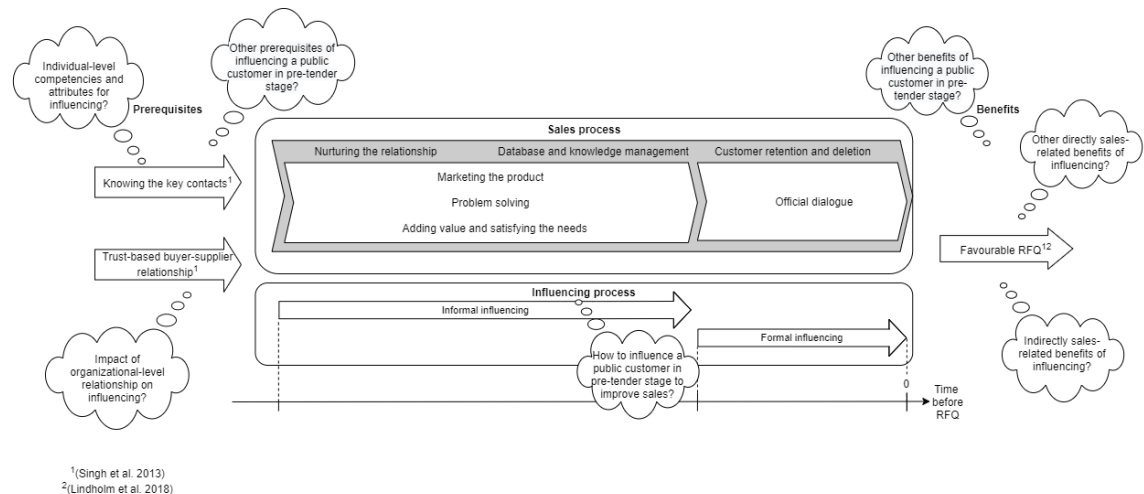 Individual-level
competencies and
attributes for
influencing?
Other prerequisites of
influencing a public
customer in pre-tender
stage?
Prerequisites
Knowing the key contacts1
Trust-based buyer-supplier
relationship1
Impact of
organizational-level
relationship on
influencing?
Sales process
Nurturing the relationship
Database and knowledge management
Customer retention and deletion
Marketing the product
Problem solving
Adding value and satisfying the needs
Official dialogue
Influencing process
Informal influencing
Formal influencing
How to influence a
public customer in
pre-tender stage to
improve sales?
0
Time
before
RFQ
Other benefits of
influencing a public
customer in pre-
tender stage?
Benefits
Other directly sales-
related benefits of
influencing?
Favourable RFQ12
Indirectly sales-
related benefits of
influencing?
1(Singh et al. 2013)
2(Lindholm et al. 2018)